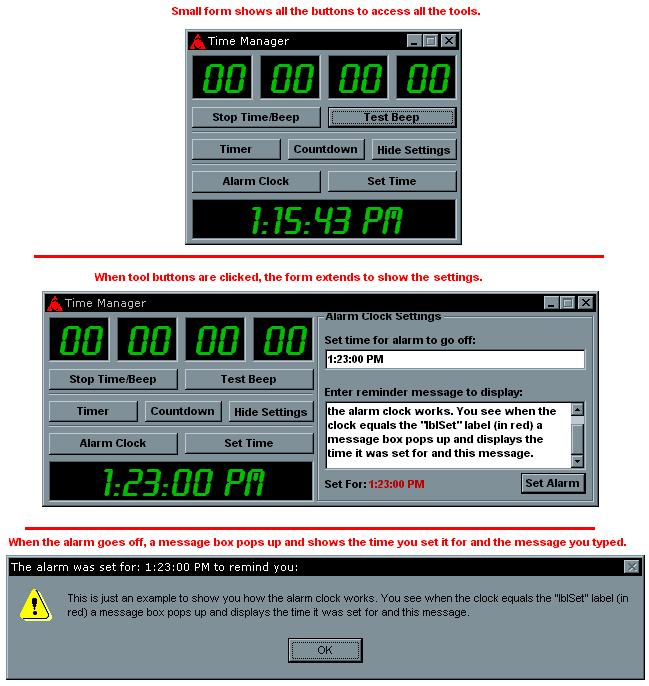 Small form shows all the buttons to access all the tools.
Time Manager
00 00 00 00
Stop Time/Beep Test Beep
Timer Countdown Hide Settings
Alarm Clock Set Time
1:15:43 PM
When tool buttons are clicked, the form extends to show the settings.
Time Manager
00 00 00 00
Stop Time/Beep Test Beep
Timer Countdown Hide Settings
Alarm Clock Set Time
1:23:00 PM
Alarm Clock Settings
Set time for alarm to go off:
1:23:00 PM
Enter reminder message to display:
the alarm clock works. You see when the
clock equals the "lblSet" label (in red) a
message box pops up and displays the
time it was set for and this message.
Set For: 1:23:00 PM Set Alarm
When the alarm goes off, a message box pops up and shows the time you set it for and the message you typed.
The alarm was set for: 1:23:00 PM to remind you:
This is just an example to show you how the alarm clock works. You see when the clock equals the "lblSet" label (in
red) a message box pops up and displays the time it was set for and this message.
OK